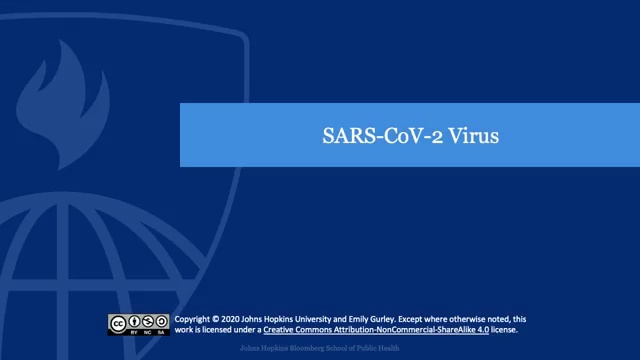 SARS-CoV-2 Virus
Copyright © 2020 Johns Hopkins University and Emily Gurley. Except where otherwise noted, this
work is licensed under a Creative Commons Attribution-NonCommercial-ShareAlike 4.0 license.
cc BY NC SA
Johns Hopkins Bloomberg School of Public Health